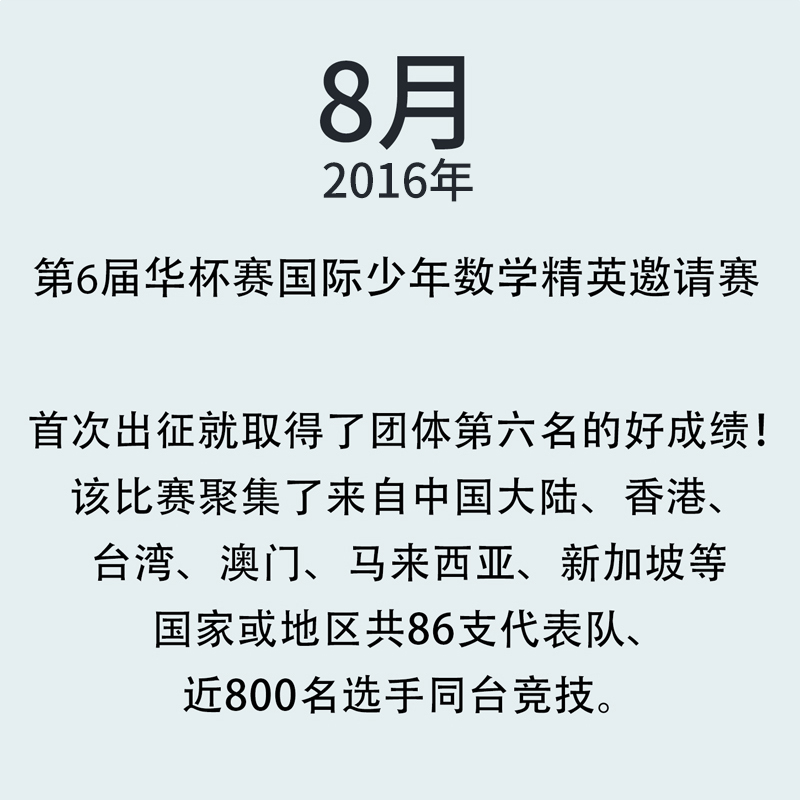 8月
2016年
第6届华杯赛国际少年数学精英邀请赛
首次出征就取得了团体第六名的好成绩!
该比赛聚集了来自中国大陆、香港、
台湾、澳门、马来西亚、新加坡等
国家或地区共86支代表队、
近800名选手同台竞技。